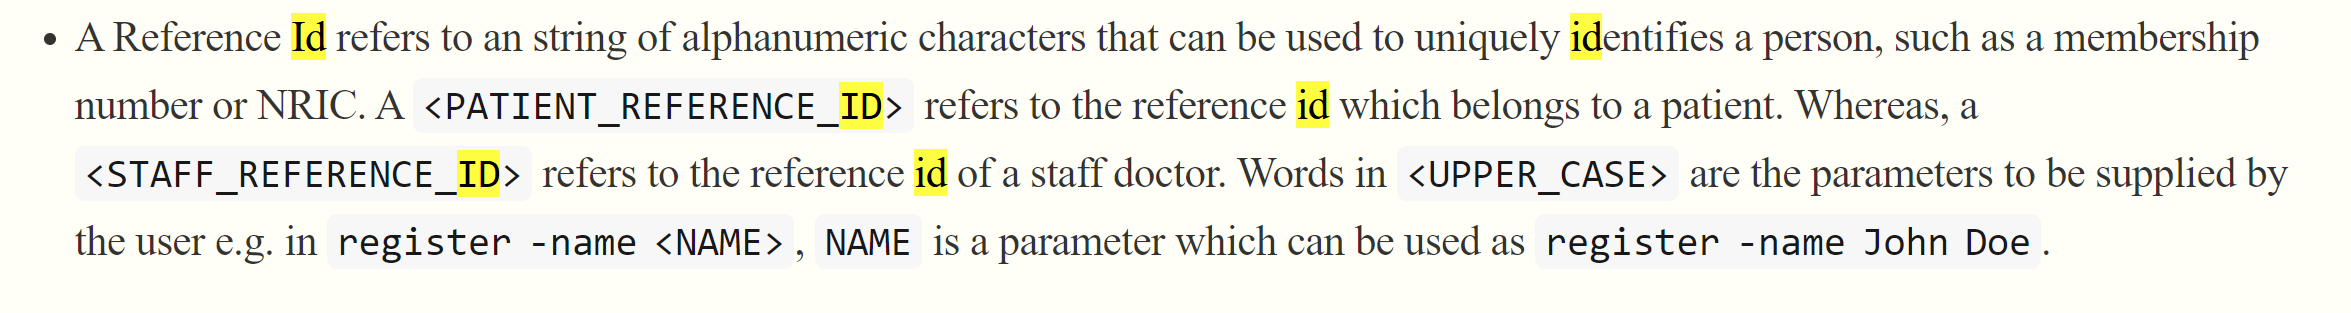 • A Reference Id refers to an string of alphanumeric characters that can be used to uniquely identifies a person, such as a membership
number or NRIC. A <PATIENT_REFERENCE_ID> refers to the reference id which belongs to a patient. Whereas, a
<STAFF_REFERENCE_ID> refers to the reference id of a staff doctor. Words in <UPPER_CASE> are the parameters to be supplied by
the user e.g. in register -name <NAME>, NAME is a parameter which can be used as register -name John Doe.